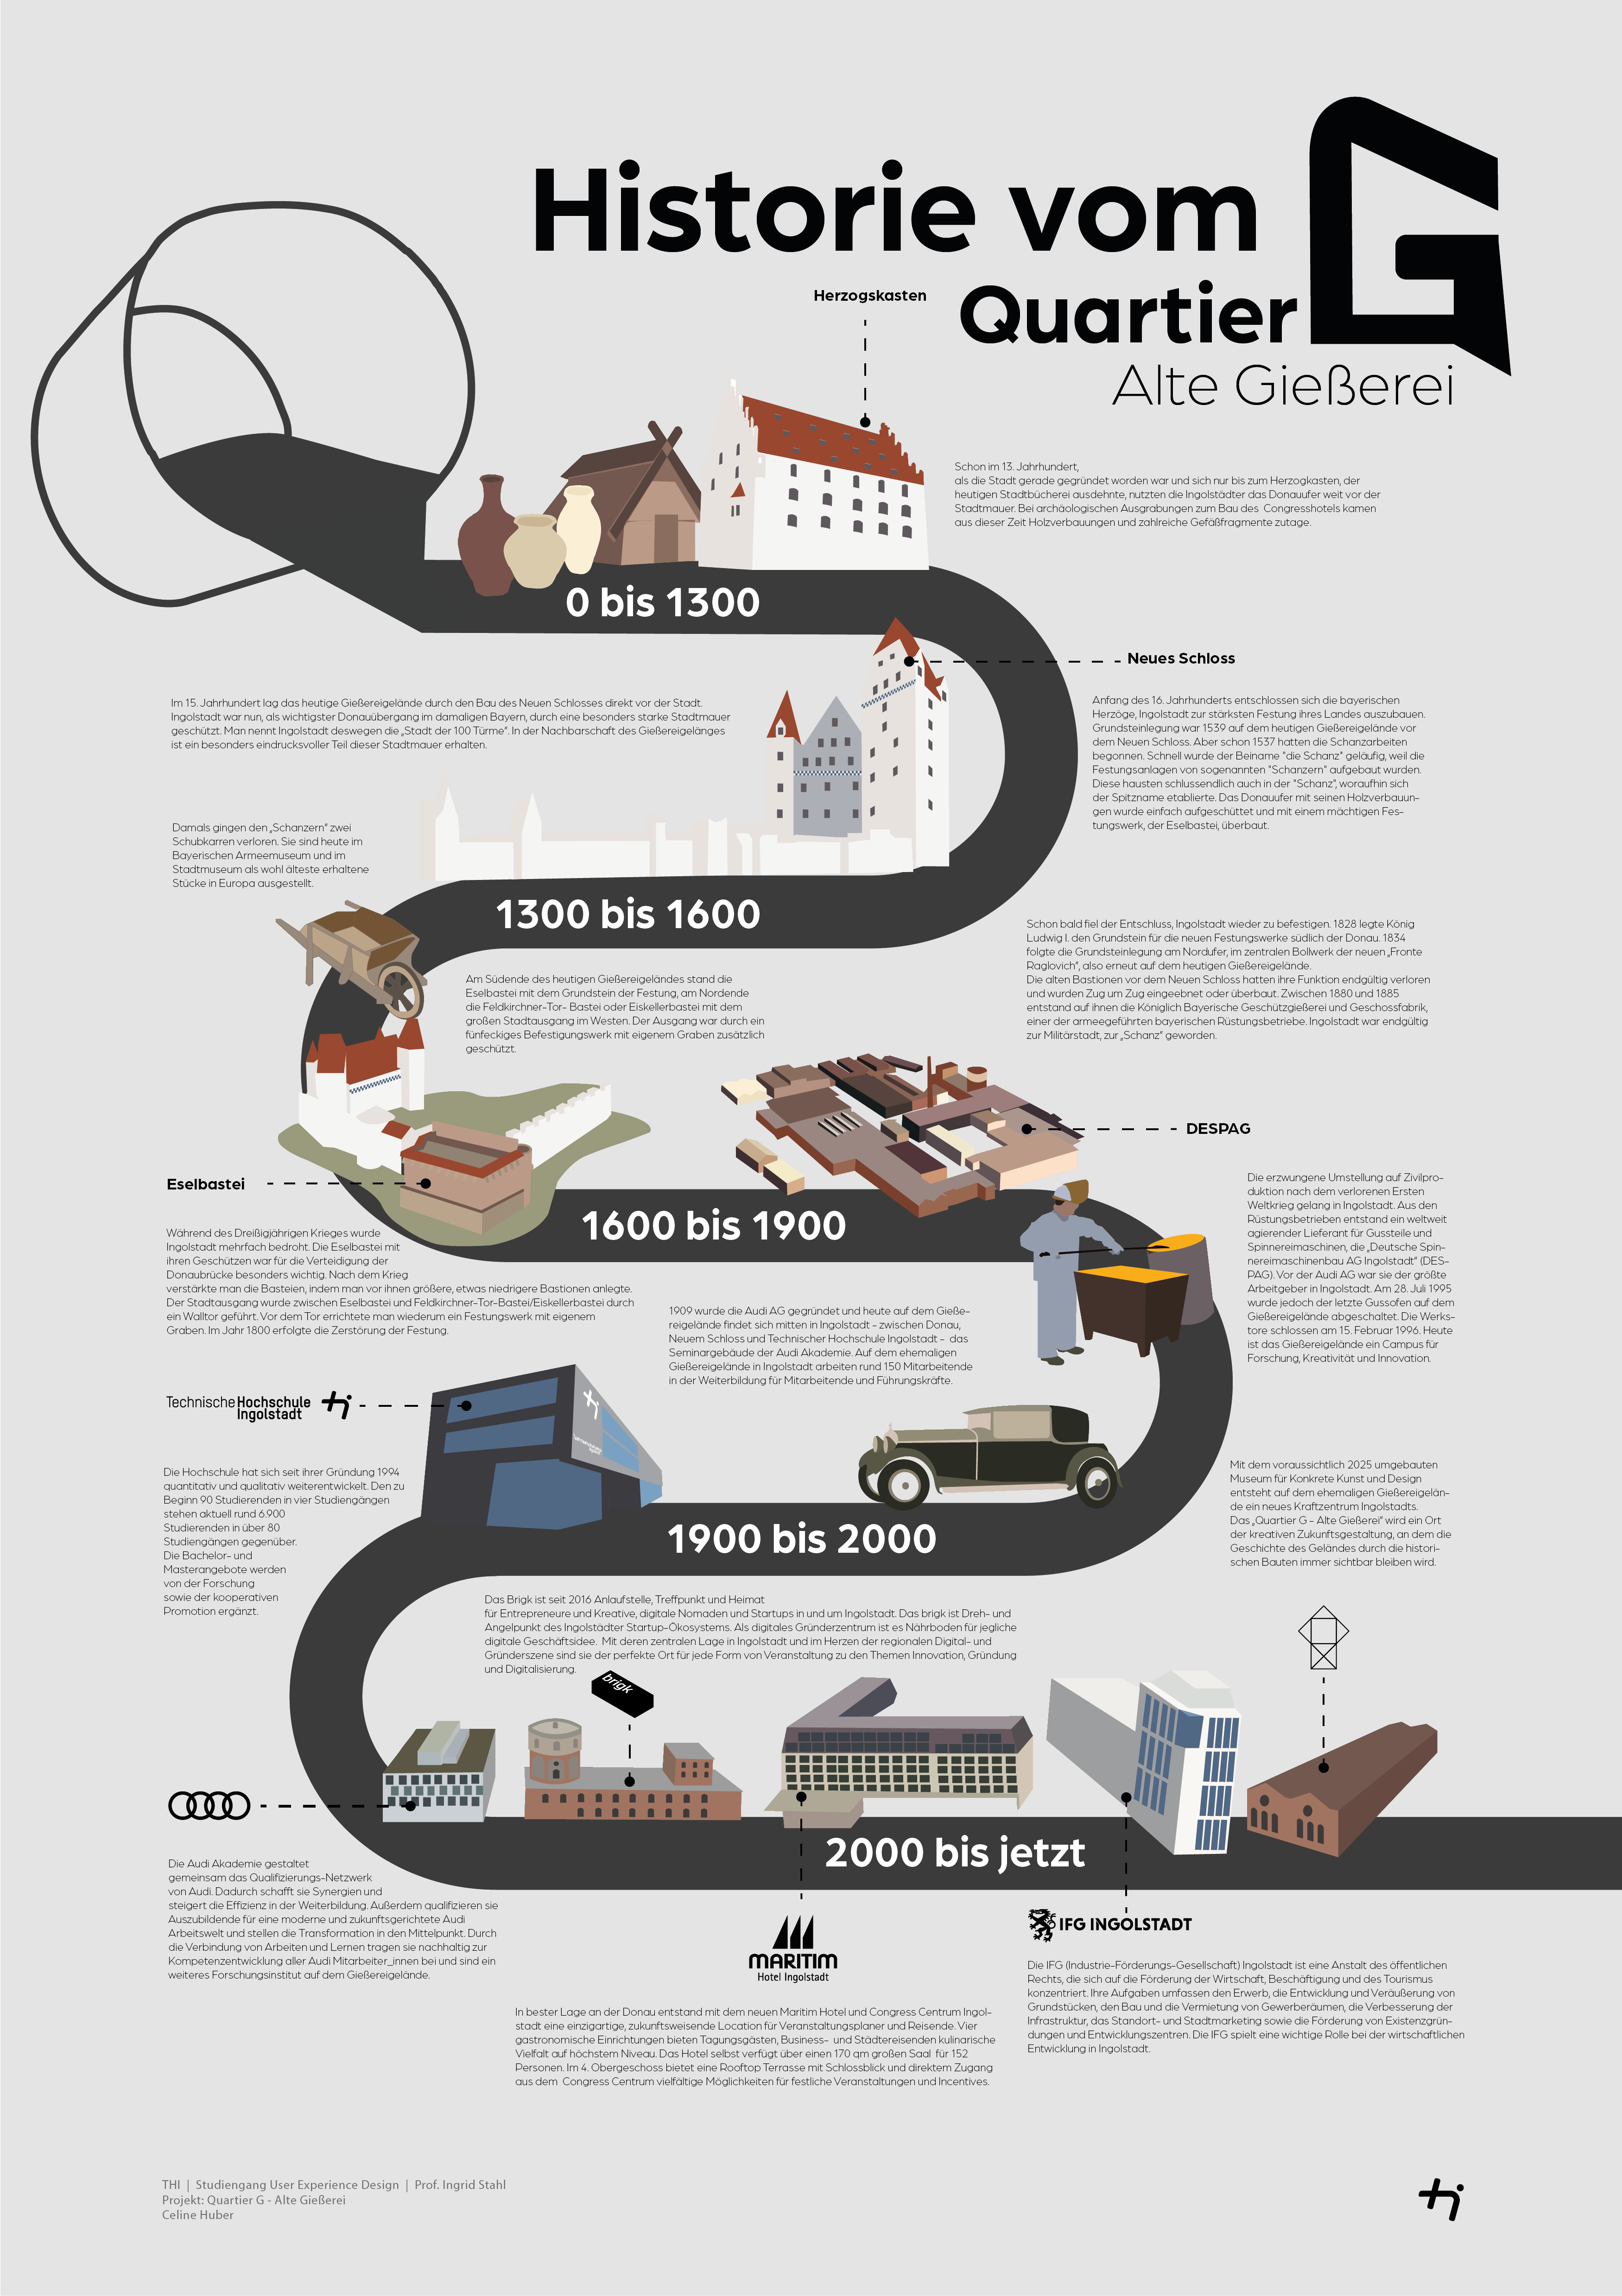 Historie vom
Quartier
G
Alte Gießerei
Herzogskasten
Schon im 13. Jahrhundert,
als die Stadt gerade gegründet worden war und sich nur bis zum Herzogkasten, der
heutigen Stadtbücherei ausdehnte, nutzten die Ingolstädter das Donauufer weit vor der
Stadtmauer. Bei archäologischen Ausgrabungen zum Bau des Congresshotels kamen
aus dieser Zeit Holzverbauungen und zahlreiche Gefäßfragmente zutage.
0 bis 1300
Neues Schloss
Im 15. Jahrhundert lag das heutige Gießereigelände durch den Bau des Neuen Schlosses direkt vor der Stadt.
Ingolstadt war nun, als wichtigster Donauübergang im damaligen Bayern, durch eine besonders starke Stadtmauer
geschützt. Man nennt Ingolstadt deswegen die „Stadt der 100 Türme". In der Nachbarschaft des Gießereigelänges
ist ein besonders eindrucksvoller Teil dieser Stadtmauer erhalten.
Anfang des 16. Jahrhunderts entschlossen sich die bayerischen
Herzöge, Ingolstadt zur stärksten Festung ihres Landes auszubauen.
Grundsteinlegung war 1539 auf dem heutigen Gießereigelände vor
dem Neuen Schloss. Aber schon 1537 hatten die Schanzarbeiten
begonnen. Schnell wurde der Beiname "die Schanz" geläufig, weil die
Festungsanlagen von sogenannten "Schanzern" aufgebaut wurden.
Diese hausten schlussendlich auch in der "Schanz", woraufhin sich
der Spitzname etablierte. Das Donauufer mit seinen Holzverbauun-
gen wurde einfach aufgeschüttet und mit einem mächtigen Fes-
tungswerk, der Eselbastei, überbaut.
Damals gingen den „Schanzern" zwei
Schubkarren verloren. Sie sind heute im
Bayerischen Armeemuseum und im
Stadtmuseum als wohl älteste erhaltene
Stücke in Europa ausgestellt.
1300 bis 1600
Schon bald fiel der Entschluss, Ingolstadt wieder zu befestigen. 1828 legte König
Ludwig I. den Grundstein für die neuen Festungswerke südlich der Donau. 1834
folgte die Grundsteinlegung am Nordufer, im zentralen Bollwerk der neuen „Fronte
Raglovich", also erneut auf dem heutigen Gießereigelände.
Die alten Bastionen vor dem Neuen Schloss hatten ihre Funktion endgültig verloren
und wurden Zug um Zug eingeebnet oder überbaut. Zwischen 1880 und 1885
entstand auf ihnen die Königlich Bayerische Geschützgießerei und Geschossfabrik,
einer der armeegeführten bayerischen Rüstungsbetriebe. Ingolstadt war endgültig
zur Militärstadt, zur „Schanz" geworden.
Am Südende des heutigen Gießereigeländes stand die
Eselbastei mit dem Grundstein der Festung, am Nordende
die Feldkirchner-Tor- Bastei oder Eiskellerbastei mit dem
großen Stadtausgang im Westen. Der Ausgang war durch ein
fünfeckiges Befestigungswerk mit eigenem Graben zusätzlich
geschützt.
DESPAG
Eselbastei
1600 bis 1900
Während des Dreißigjährigen Krieges wurde
Ingolstadt mehrfach bedroht. Die Eselbastei mit
ihren Geschützen war für die Verteidigung der
Donaubrücke besonders wichtig. Nach dem Krieg
verstärkte man die Basteien, indem man vor ihnen größere, etwas niedrigere Bastionen anlegte.
Der Stadtausgang wurde zwischen Eselbastei und Feldkirchner-Tor-Bastei/Eiskellerbastei durch
ein Walltor geführt. Vor dem Tor errichtete man wiederum ein Festungswerk mit eigenem
Graben. Im Jahr 1800 erfolgte die Zerstörung der Festung.
Die erzwungene Umstellung auf Zivilpro-
duktion nach dem verlorenen Ersten
Weltkrieg gelang in Ingolstadt. Aus den
Rüstungsbetrieben entstand ein weltweit
agierender Lieferant für Gussteile und
Spinnereimaschinen, die „Deutsche Spin-
nereimaschinenbau AG Ingolstadt" (DES-
PAG). Vor der Audi AG war sie der größte
Arbeitgeber in Ingolstadt. Am 28. Juli 1995
wurde jedoch der letzte Gussofen auf dem
Gießereigelände abgeschaltet. Die Werks-
tore schlossen am 15. Februar 1996. Heute
ist das Gießereigelände ein Campus für
Forschung, Kreativität und Innovation.
1909 wurde die Audi AG gegründet und heute auf dem Gieße-
reigelände findet sich mitten in Ingolstadt - zwischen Donau,
Neuem Schloss und Technischer Hochschule Ingolstadt - das
Seminargebäude der Audi Akademie. Auf dem ehemaligen
Gießereigelände in Ingolstadt arbeiten rund 150 Mitarbeitende
in der Weiterbildung für Mitarbeitende und Führungskräfte.
Technische Hochschule
Ingolstadt
Die Hochschule hat sich seit ihrer Gründung 1994
quantitativ und qualitativ weiterentwickelt. Den zu
Beginn 90 Studierenden in vier Studiengängen
stehen aktuell rund 6.900
Studierenden in über 80
Studiengängen gegenüber.
Die Bachelor- und
Masterangebote werden
von der Forschung
sowie der kooperativen
Promotion ergänzt.
1900 bis 2000
Mit dem voraussichtlich 2025 umgebauten
Museum für Konkrete Kunst und Design
entsteht auf dem ehemaligen Gießereigelän-
de ein neues Kraftzentrum Ingolstadts.
Das „Quartier G - Alte Gießerei" wird ein Ort
der kreativen Zukunftsgestaltung, an dem die
Geschichte des Geländes durch die histori-
schen Bauten immer sichtbar bleiben wird.
Das Brigk ist seit 2016 Anlaufstelle, Treffpunkt und Heimat
für Entrepreneure und Kreative, digitale Nomaden und Startups in und um Ingolstadt. Das brigk ist Dreh- und
Angelpunkt des Ingolstädter Startup-Ökosystems. Als digitales Gründerzentrum ist es Nährboden für jegliche
digitale Geschäftsidee. Mit deren zentralen Lage in Ingolstadt und im Herzen der regionalen Digital- und
Gründerszene sind sie der perfekte Ort für jede Form von Veranstaltung zu den Themen Innovation, Gründung
und Digitalisierung.
brigk
2000 bis jetzt
Die Audi Akademie gestaltet
gemeinsam das Qualifizierungs-Netzwerk
von Audi. Dadurch schafft sie Synergien und
steigert die Effizienz in der Weiterbildung. Außerdem qualifizieren sie
Auszubildende für eine moderne und zukunftsgerichtete Audi
Arbeitswelt und stellen die Transformation in den Mittelpunkt. Durch
die Verbindung von Arbeiten und Lernen tragen sie nachhaltig zur
Kompetenzentwicklung aller Audi Mitarbeiter_innen bei und sind ein
weiteres Forschungsinstitut auf dem Gießereigelände.
MARITIM
Hotel Ingolstadt
In bester Lage an der Donau entstand mit dem neuen Maritim Hotel und Congress Centrum Ingol-
stadt eine einzigartige, zukunftsweisende Location für Veranstaltungsplaner und Reisende. Vier
gastronomische Einrichtungen bieten Tagungsgästen, Business- und Städtereisenden kulinarische
Vielfalt auf höchstem Niveau. Das Hotel selbst verfügt über einen 170 qm großen Saal für 152
Personen. Im 4. Obergeschoss bietet eine Rooftop Terrasse mit Schlossblick und direktem Zugang
aus dem Congress Centrum vielfältige Möglichkeiten für festliche Veranstaltungen und Incentives.
IFG INGOLSTADT
Die IFG (Industrie-Förderungs-Gesellschaft) Ingolstadt ist eine Anstalt des öffentlichen
Rechts, die sich auf die Förderung der Wirtschaft, Beschäftigung und des Tourismus
konzentriert. Ihre Aufgaben umfassen den Erwerb, die Entwicklung und Veräußerung von
Grundstücken, den Bau und die Vermietung von Gewerberäumen, die Verbesserung der
Infrastruktur, das Standort- und Stadtmarketing sowie die Förderung von Existenzgrün-
dungen und Entwicklungszentren. Die IFG spielt eine wichtige Rolle bei der wirtschaftlichen
Entwicklung in Ingolstadt.
THI | Studiengang User Experience Design | Prof. Ingrid Stahl
Projekt: Quartier G - Alte Gießerei
Celine Huber